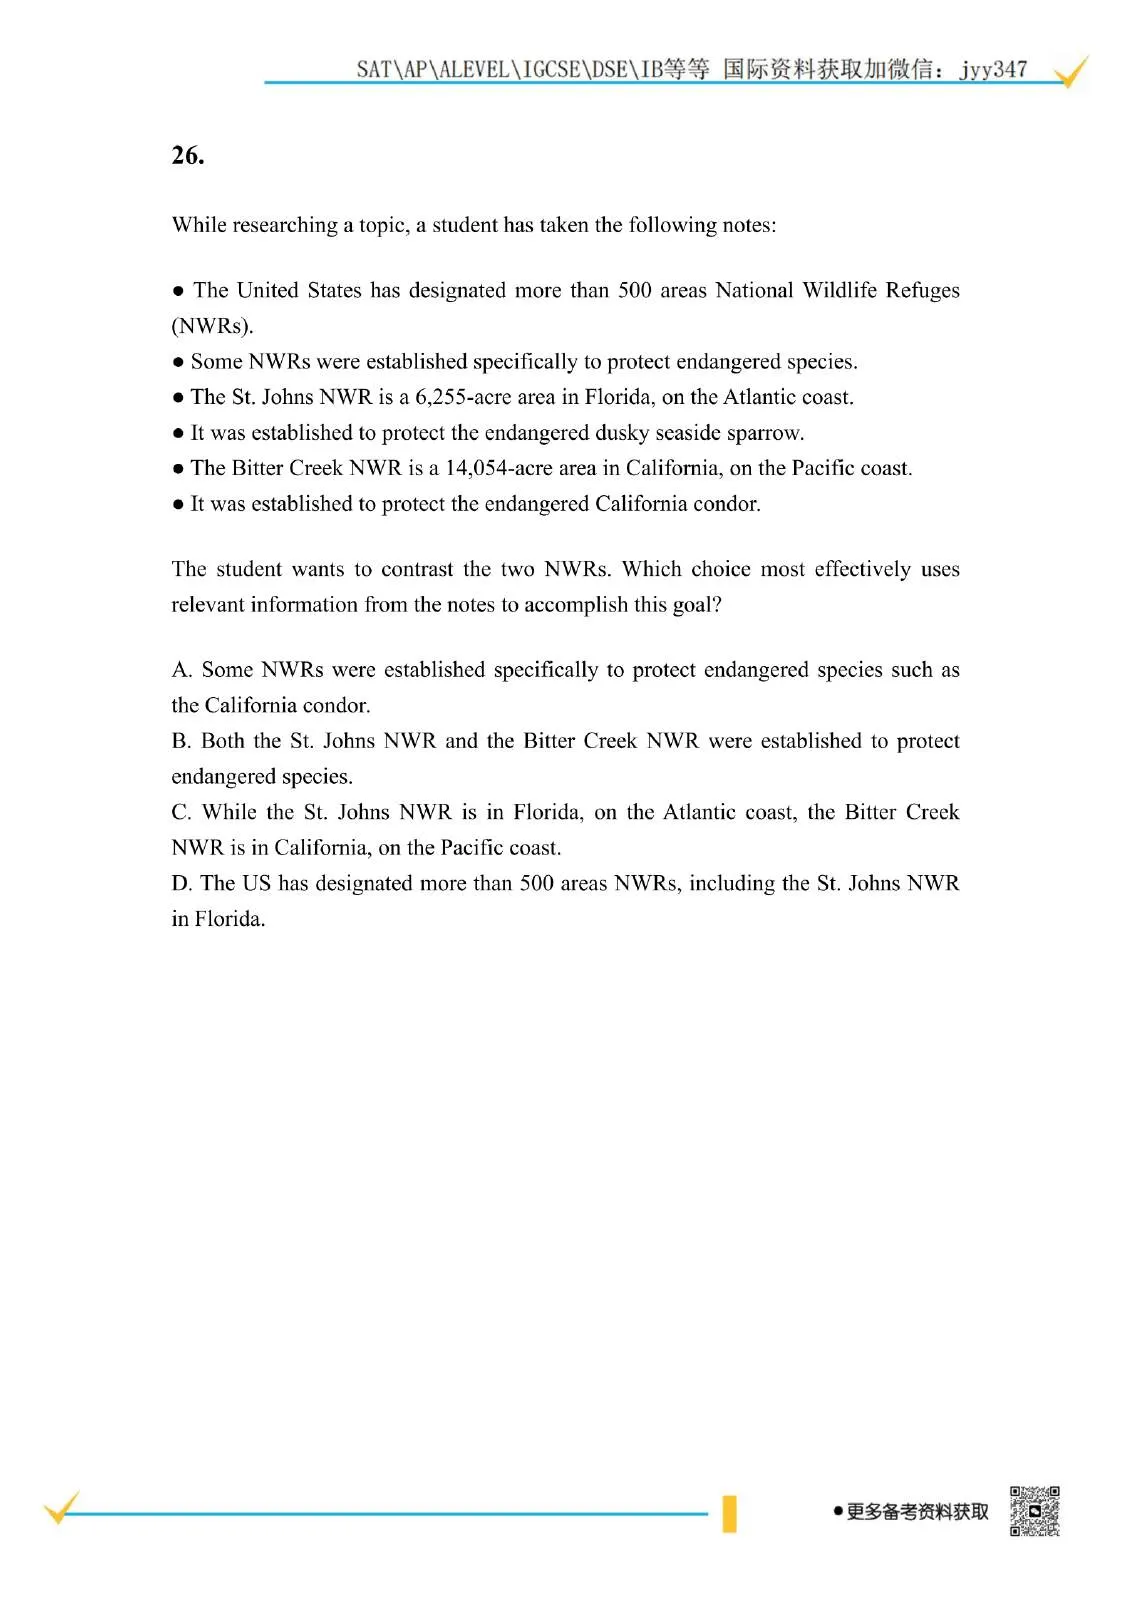 SAT\AP\ALEVEL\IGCSE\DSE\IB等等 国际资料获取加微信：jyy347
26.
While researching a topic, a student has taken the following notes:
● The United States has designated more than 500 areas National Wildlife Refuges
(NWRs).
● Some NWRs were established specifically to protect endangered species.
● The St. Johns NWR is a 6,255-acre area in Florida, on the Atlantic coast.
● It was established to protect the endangered dusky seaside sparrow.
● The Bitter Creek NWR is a 14,054-acre area in California, on the Pacific coast.
● It was established to protect the endangered California condor.
The student wants to contrast the two NWRs. Which choice most effectively uses
relevant information from the notes to accomplish this goal?
A. Some NWRs were established specifically to protect endangered species such as
the California condor.
B. Both the St. Johns NWR and the Bitter Creek NWR were established to protect
endangered species.
C. While the St. Johns NWR is in Florida, on the Atlantic coast, the Bitter Creek
NWR is in California, on the Pacific coast.
D. The US has designated more than 500 areas NWRs, including the St. Johns NWR
in Florida.
●更多备考资料获取